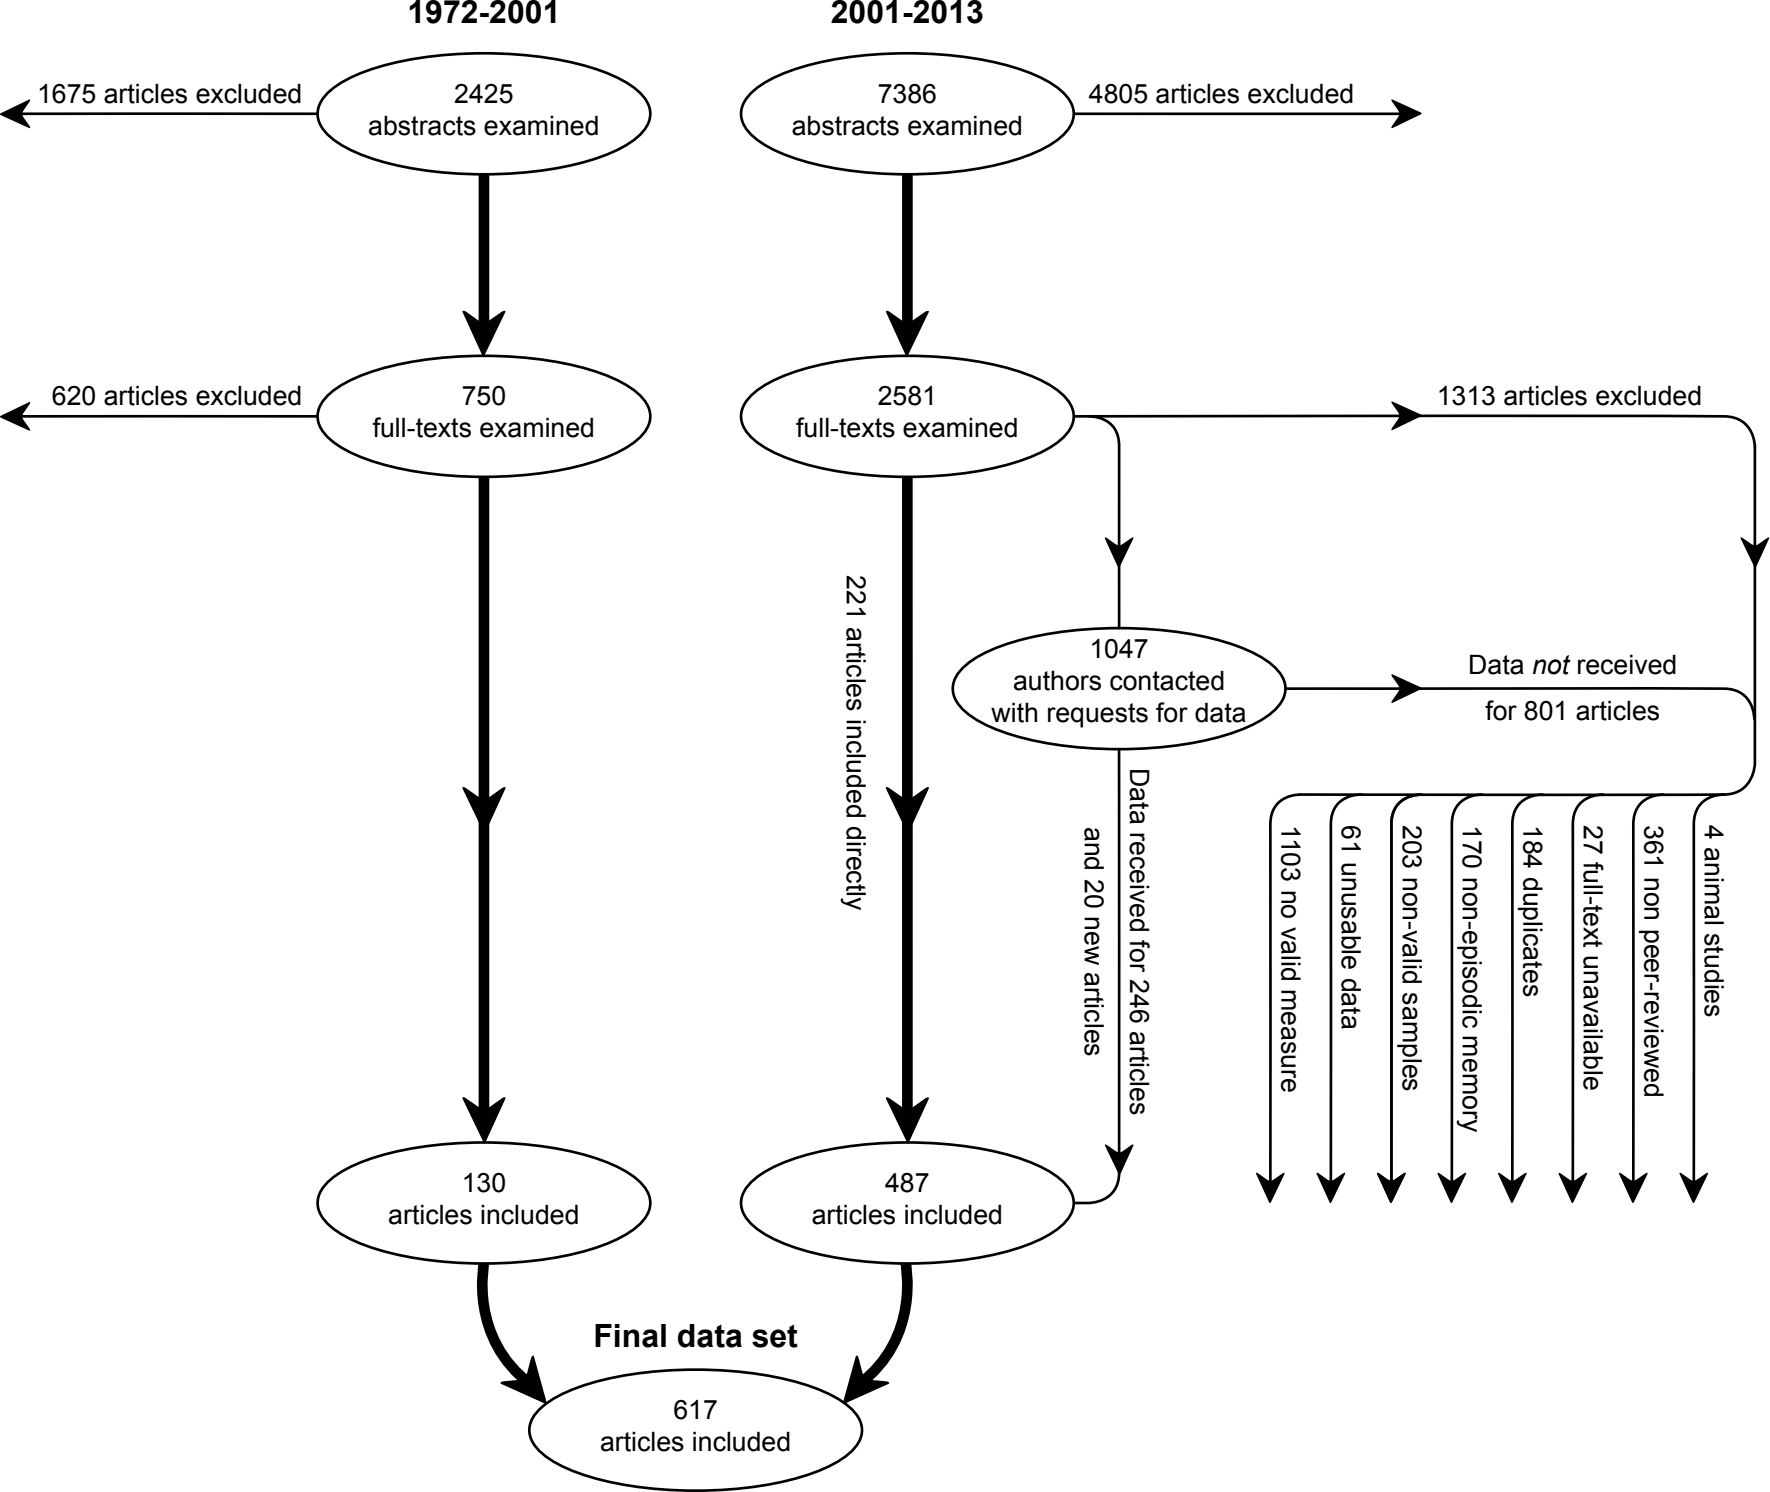 1972-2001
2001-2013
1675 articles excluded
2425
abstracts examined
7386
abstracts examined
4805 articles excluded
620 articles excluded
750
full-texts examined
2581
full-texts examined
1313 articles excluded
221 articles included directly
1047
authors contacted
with requests for data
Data not received
for 801 articles
Data received for 246 articles
and 20 new articles
1103 no valid measure
61 unusable data
203 non-valid samples
170 non-episodic memory
184 duplicates
27 full-text unavailable
361 non peer-reviewed
4 animal studies
130
articles included
487
articles included
Final data set
617
articles included